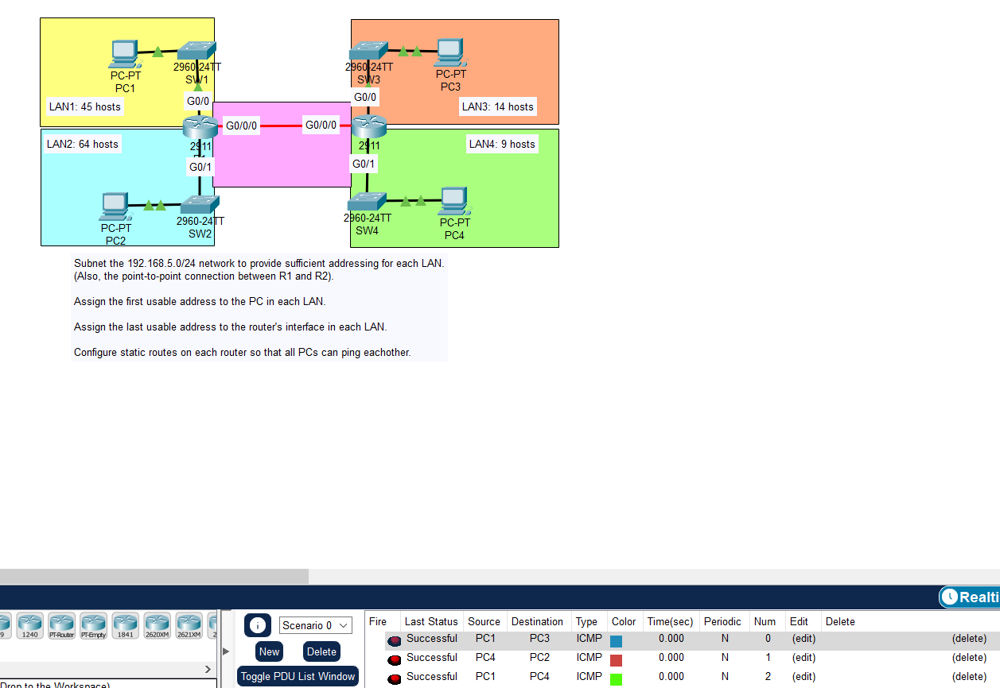 PC-PT
PC1
2960-24TT
SW1
LAN1: 45 hosts
G0/0
2960-24TT
SW3
PC-PT
PC3
G0/0
LAN3: 14 hosts
G0/0/0
G0/0/0
LAN2: 64 hosts
2911
G0/1
2911
G0/1
LAN4: 9 hosts
PC-PT
PC2
2960-24TT
SW2
2960-24TT
SW4
PC-PT
PC4
Subnet the 192.168.5.0/24 network to provide sufficient addressing for each LAN.
(Also, the point-to-point connection between R1 and R2).
Assign the first usable address to the PC in each LAN.
Assign the last usable address to the router's interface in each LAN.
Configure static routes on each router so that all PCs can ping eachother.
Realti
9 1240 PT-Router PT-Empty 1841 2620XM 2621XM 2
Drop to the Workspace)
Scenario 0
New Delete
Toggle PDU List Window
Fire Last Status Source Destination Type Color Time(sec) Periodic Num Edit Delete
Successful PC1 PC3 ICMP 0.000 N 0 (edit) (delete)
Successful PC4 PC2 ICMP 0.000 N 1 (edit) (delete)
Successful PC1 PC4 ICMP 0.000 N 2 (edit) (delete)